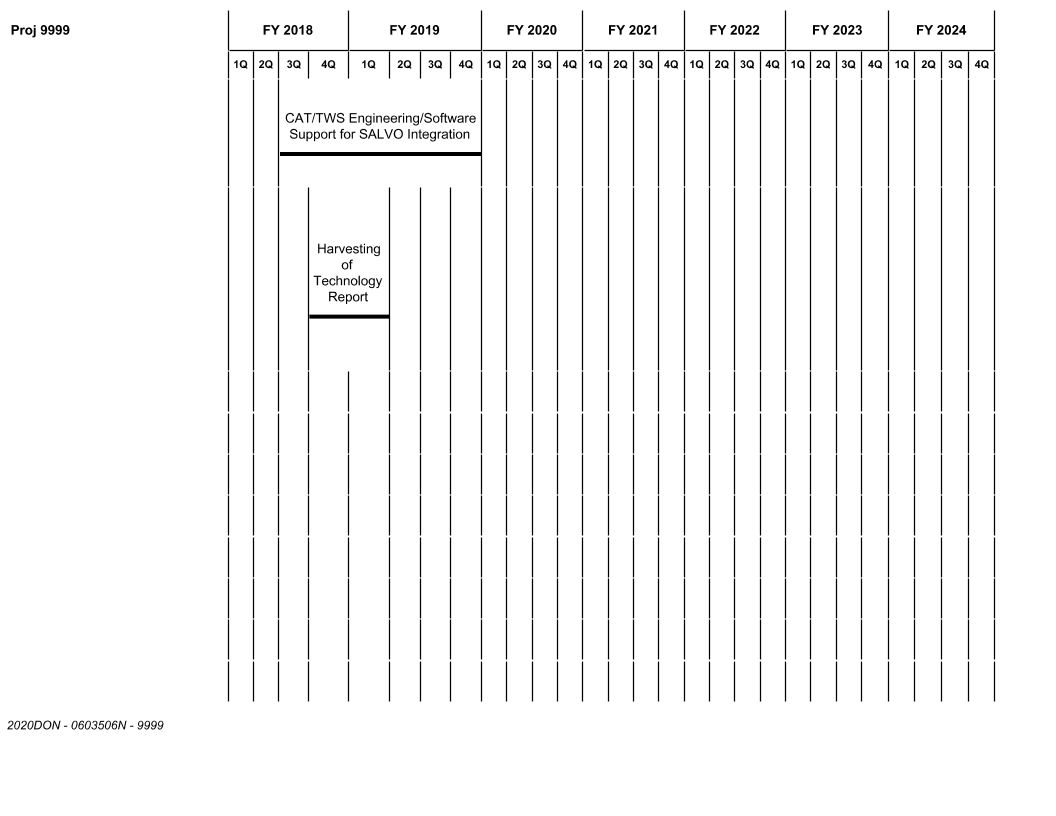 Proj 9999 FY 2018 FY 2019 FY 2020 FY 2021 FY 2022 FY 2023 FY 2024
1Q 2Q 3Q 4Q 1Q 2Q 3Q 4Q 1Q 2Q 3Q 4Q 1Q 2Q 3Q 4Q 1Q 2Q 3Q 4Q 1Q 2Q 3Q 4Q 1Q 2Q 3Q 4Q
CAT/TWS Engineering/Software
Support for SALVO Integration
Harvesting
of
Technology
Report
2020DON - 0603506N - 9999